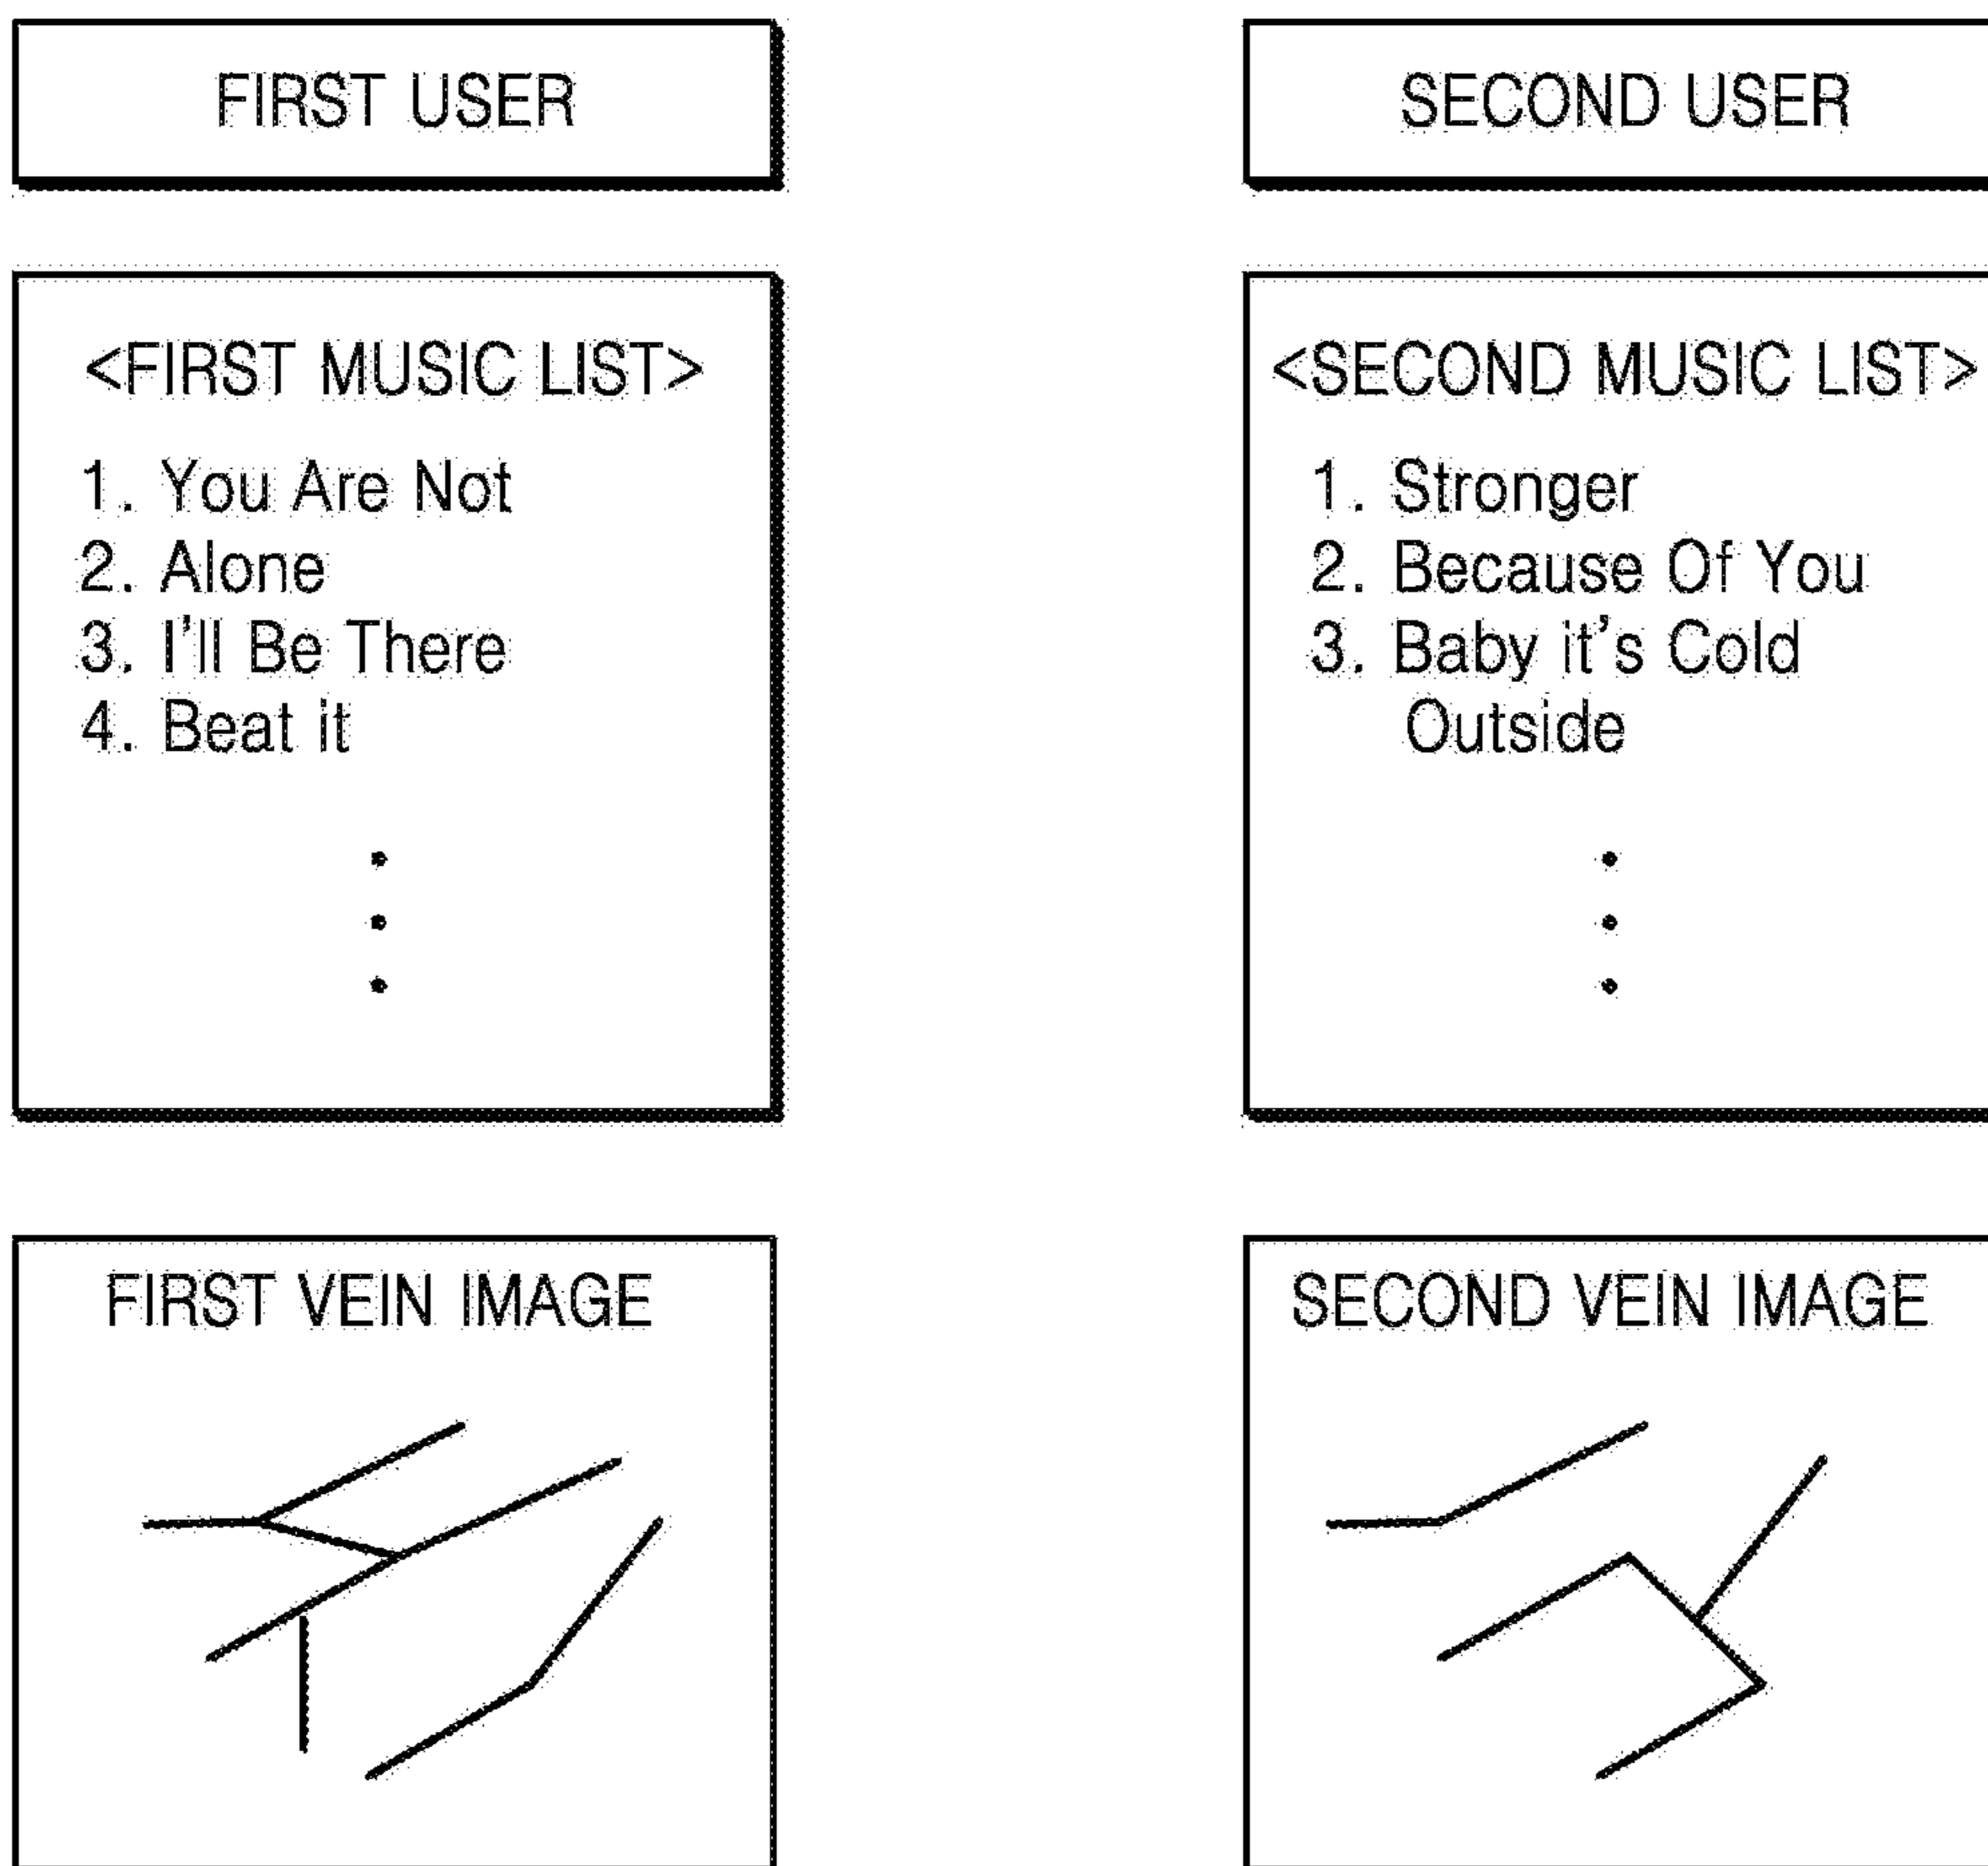 FIRST USER
SECOND USER
<FIRST MUSIC LIST>
1. You Are Not
2. Alone
3. I'll Be There
4. Beat it
<SECOND MUSIC LIST>
1. Stronger
2. Because Of You
3. Baby it's Cold
Outside
FIRST VEIN IMAGE
SECOND VEIN IMAGE